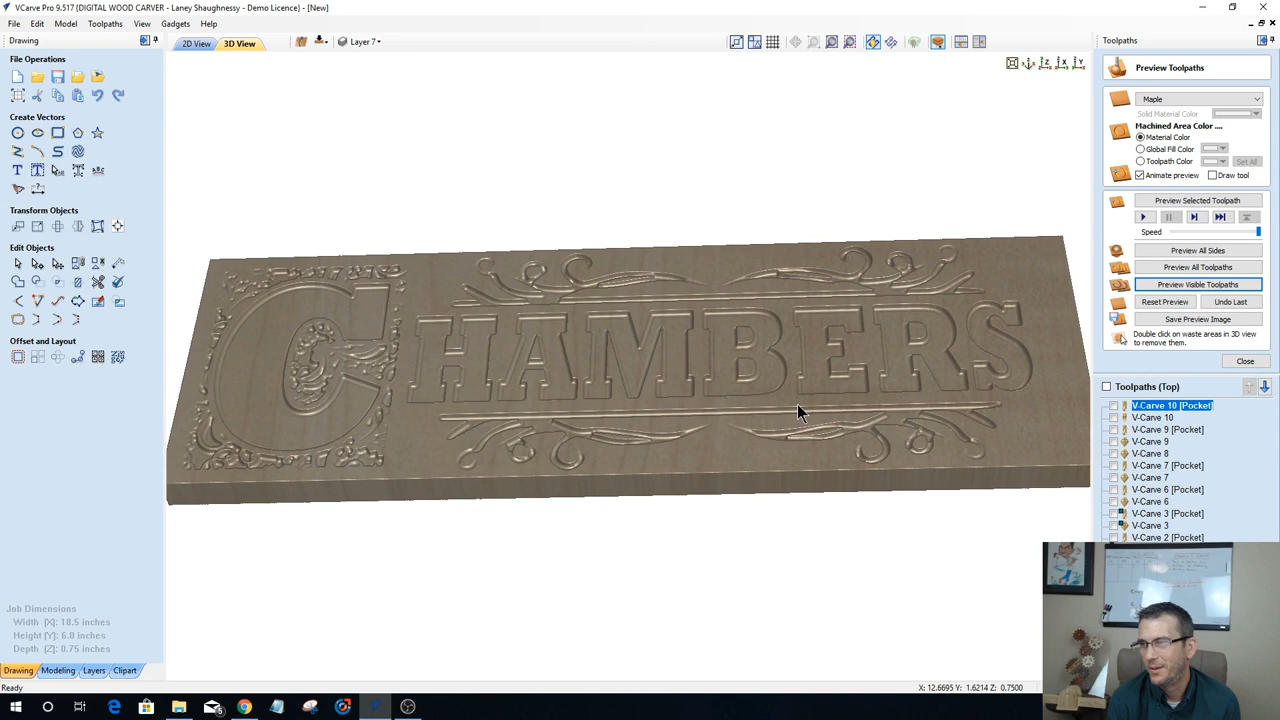 VCarve Pro 9.517 {DIGITAL WOOD CARVER - Laney Shaughnessy - Demo Licence} - [New]
File Edit Model Toolpaths View Gadgets Help
Drawing
2D View 3D View Layer 7
Toolpaths
File Operations
Create Vectors
Transform Objects
Edit Objects
Offset and Layout
Job Dimensions
Width (X): 18.5 inches
Height (Y): 6.0 inches
Depth (Z): 0.75 inches
Drawing Modeling Layers Clipart
Ready
CHAMBERS
Preview Toolpaths
Maple
Solid Material Color
Machined Area Color ....
Material Color
Global Fill Color
Toolpath Color Set All
Animate preview Draw tool
Preview Selected Toolpath
Speed
Preview All Sides
Preview All Toolpaths
Preview Visible Toolpaths
Reset Preview Undo Last
Save Preview Image
Double click on waste areas in 3D view
to remove them.
Close
Toolpaths (Top)
V-Carve 10 [Pocket]
V-Carve 10
V-Carve 9 [Pocket]
V-Carve 9
V-Carve 8
V-Carve 7 [Pocket]
V-Carve 7
V-Carve 6 [Pocket]
V-Carve 6
V-Carve 3 [Pocket]
V-Carve 3
V-Carve 2 [Pocket]
X: 12.6695 Y: 1.6214 Z: 0.7500